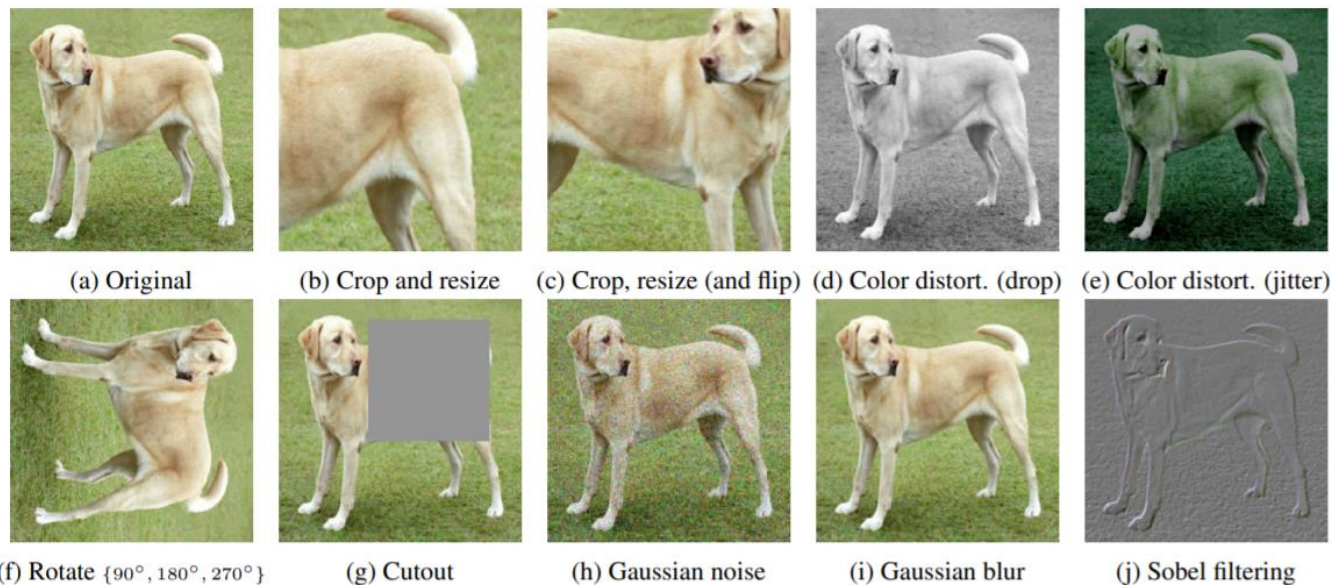 (a) Original
(b) Crop and resize
(c) Crop, resize (and flip)
(d) Color distort. (drop)
(e) Color distort. (jitter)
(f) Rotate {90°, 180°, 270°}
(g) Cutout
(h) Gaussian noise
(i) Gaussian blur
(j) Sobel filtering